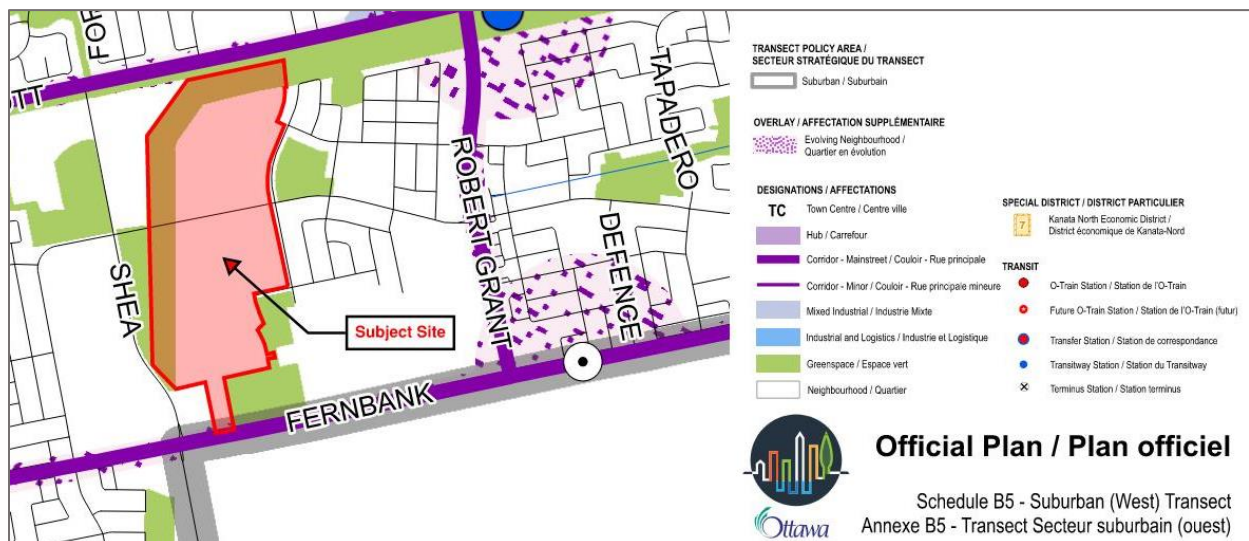 FOR
OTT
SHEA
Subject Site
ROBERT GRANT
TAPADERO
DEFENCE
FERNBANK
TRANSECT POLICY AREA /
SECTEUR STRATÉGIQUE DU TRANSECT
Suburban / Suburbain
OVERLAY / AFFECTATION SUPPLÉMENTAIRE
Evolving Neighbourhood /
Quartier en évolution
DESIGNATIONS / AFFECTATIONS
TC Town Centre / Centre ville
Hub / Carrefour
Corridor - Mainstreet / Couloir - Rue principale
Corridor - Minor / Couloir - Rue principale mineure
Mixed Industrial / Industrie Mixte
Industrial and Logistics / Industrie et Logistique
Greenspace / Espace vert
Neighbourhood / Quartier
SPECIAL DISTRICT / DISTRICT PARTICULIER
7 Kanata North Economic District /
District économique de Kanata-Nord
TRANSIT
O-Train Station / Station de l'O-Train
Future O-Train Station / Station de l'O-Train (futur)
Transfer Station / Station de correspondance
Transitway Station / Station du Transitway
Terminus Station / Station terminus
Ottawa
Official Plan / Plan officiel
Schedule B5 - Suburban (West) Transect
Annexe B5 - Transect Secteur suburbain (ouest)